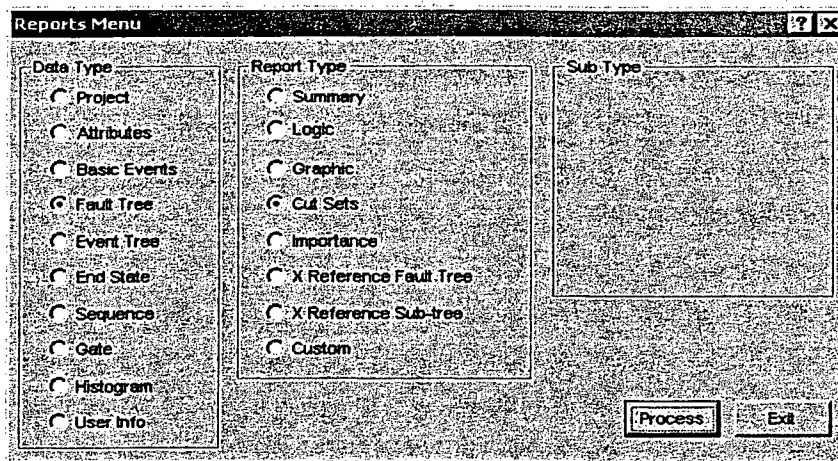 Reports Menu
Data Type
Project
Attributes
Basic Events
Fault Tree
Event Tree
End State
Sequence
Gate
Histogram
User Info
Report Type
Summary
Logic
Graphic
Cut Sets
Importance
X Reference Fault Tree
X Reference Sub-tree
Custom
Sub Type
Process
Exit